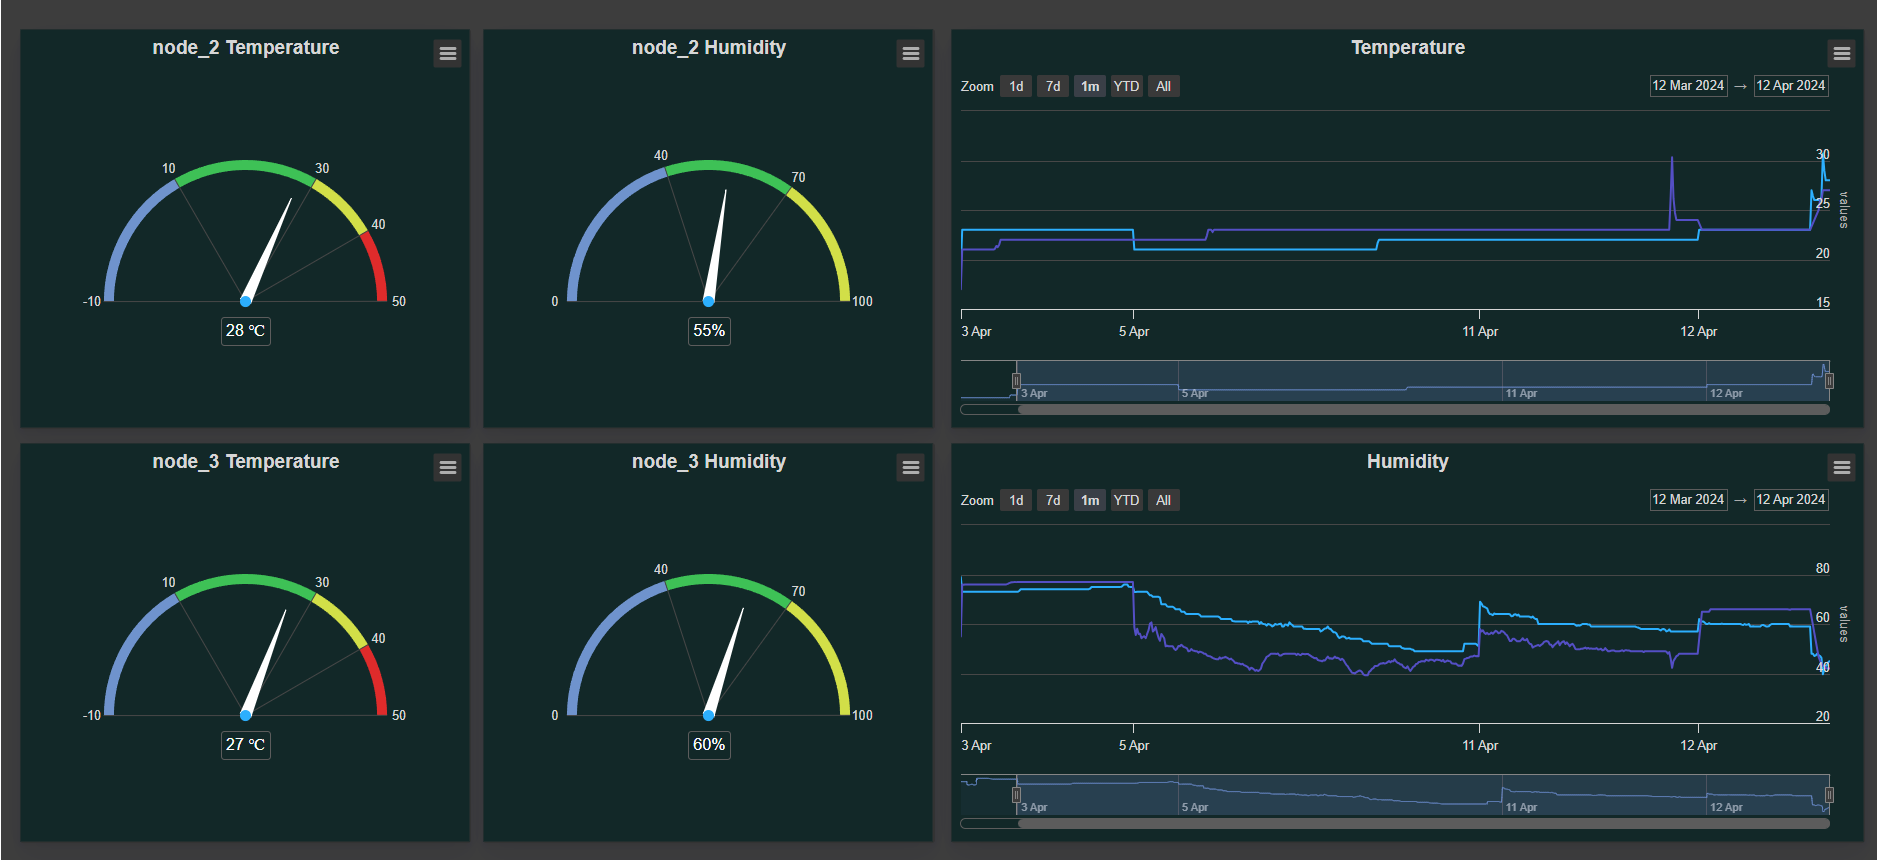 node_2 Temperature
10
30
40
-10
50
28 °C
node_2 Humidity
40
70
0
100
55%
Temperature
Zoom 1d 7d 1m YTD All
12 Mar 2024 → 12 Apr 2024
30
25
20
15
values
3 Apr 5 Apr 11 Apr 12 Apr
3 Apr 5 Apr 11 Apr 12 Apr
node_3 Temperature
10
30
40
-10
50
27 °C
node_3 Humidity
40
70
0
100
60%
Humidity
Zoom 1d 7d 1m YTD All
12 Mar 2024 → 12 Apr 2024
80
60
40
20
values
3 Apr 5 Apr 11 Apr 12 Apr
3 Apr 5 Apr 11 Apr 12 Apr